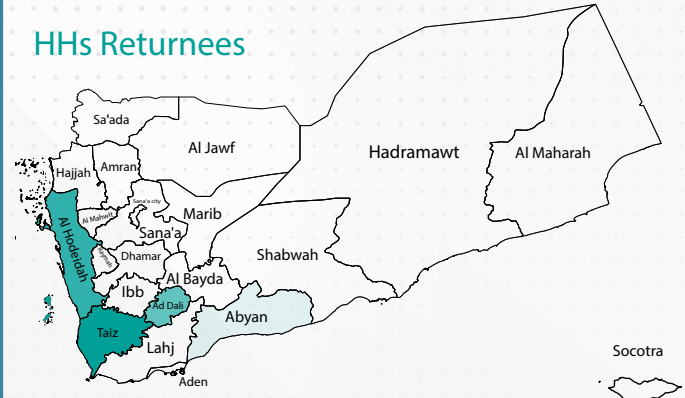 HHs Returnees
Sa'ada
Al Jawf
Hadramawt
Al Maharah
Hajjah
Amran
Sana'a city
Marib
Al Mahwit
Sana'a
Al Hodeidah
Raymah
Dhamar
Shabwah
Al Bayda
Ibb
Ad Dali
Abyan
Taiz
Lahj
Aden
Socotra